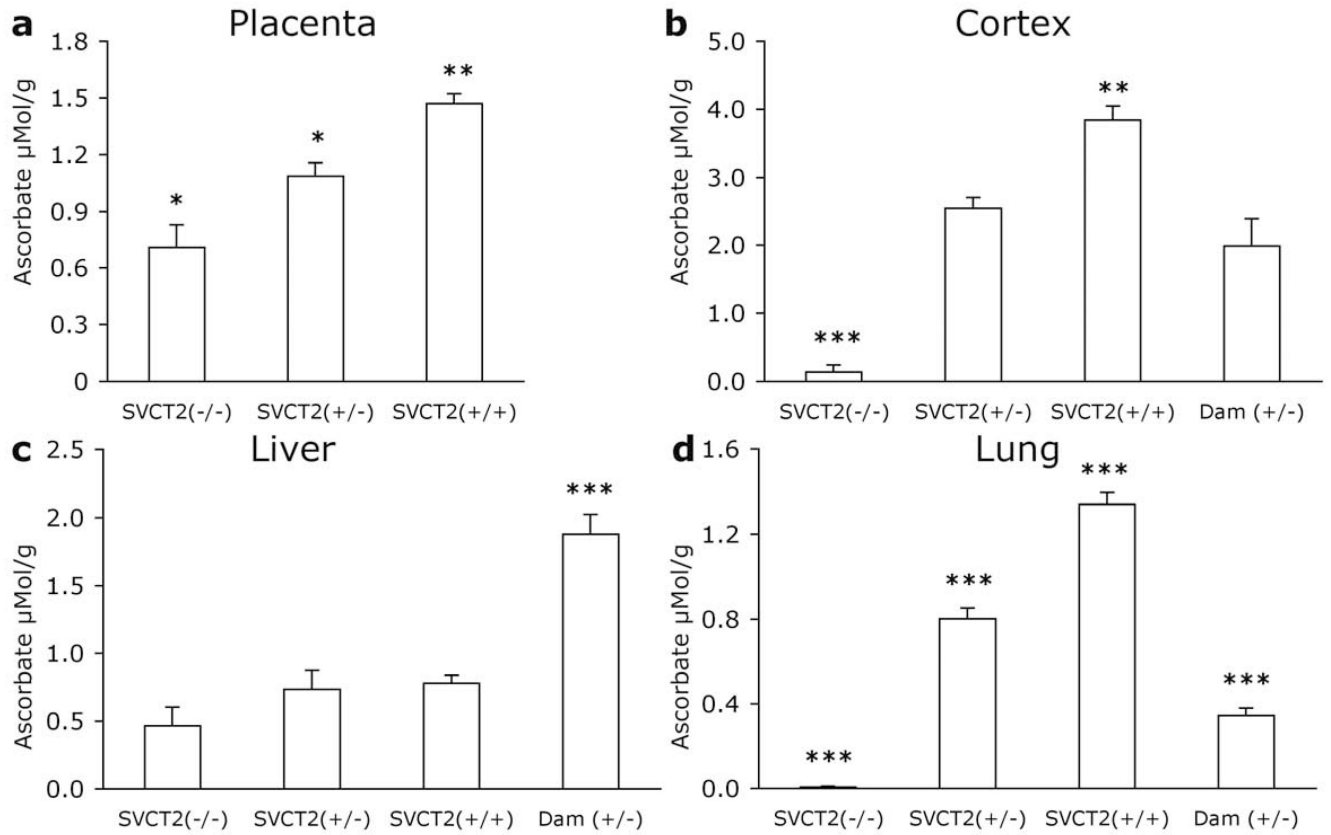 a Placenta
Ascorbate µMol/g
1.8
1.5
1.2
0.9
0.6
0.3
0
*
*
**
SVCT2(-/-) SVCT2(+/-) SVCT2(+/+)
b Cortex
Ascorbate µMol/g
5.0
4.0
3.0
2.0
1.0
0.0
***
**
SVCT2(-/-) SVCT2(+/-) SVCT2(+/+) Dam (+/-)
c Liver
Ascorbate µMol/g
2.5
2.0
1.5
1.0
0.5
0.0
***
SVCT2(-/-) SVCT2(+/-) SVCT2(+/+) Dam (+/-)
d Lung
Ascorbate µMol/g
1.6
1.2
0.8
0.4
0.0
***
***
***
***
SVCT2(-/-) SVCT2(+/-) SVCT2(+/+) Dam (+/-)